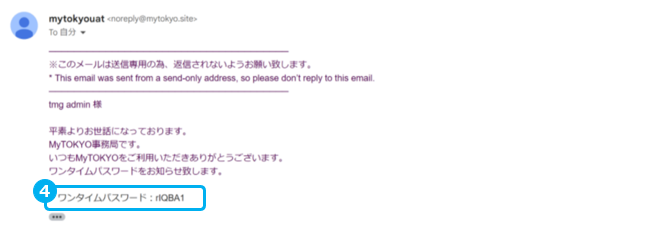 mytokyouat <noreply@mytokyo.site>
To 自分
※このメールは送信専用の為、返信されないようお願い致します。
* This email was sent from a send-only address, so please don't reply to this email.
tmg admin 様
平素よりお世話になっております。
MyTOKYO事務局です。
いつもMyTOKYOをご利用いただきありがとうございます。
ワンタイムパスワードをお知らせ致します。
4
ワンタイムパスワード：rIQBA1